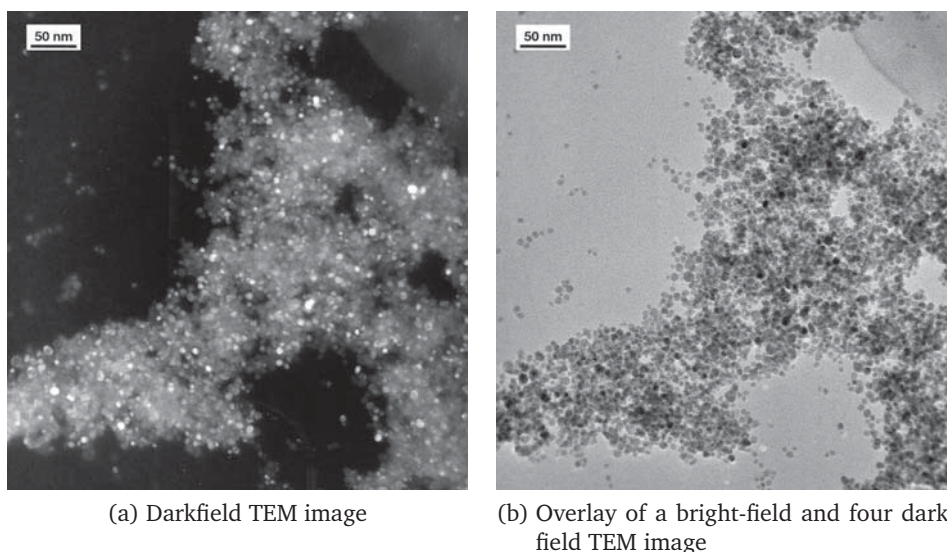 50 nm
50 nm
(a) Darkfield TEM image
(b) Overlay of a bright-field and four dark
field TEM image